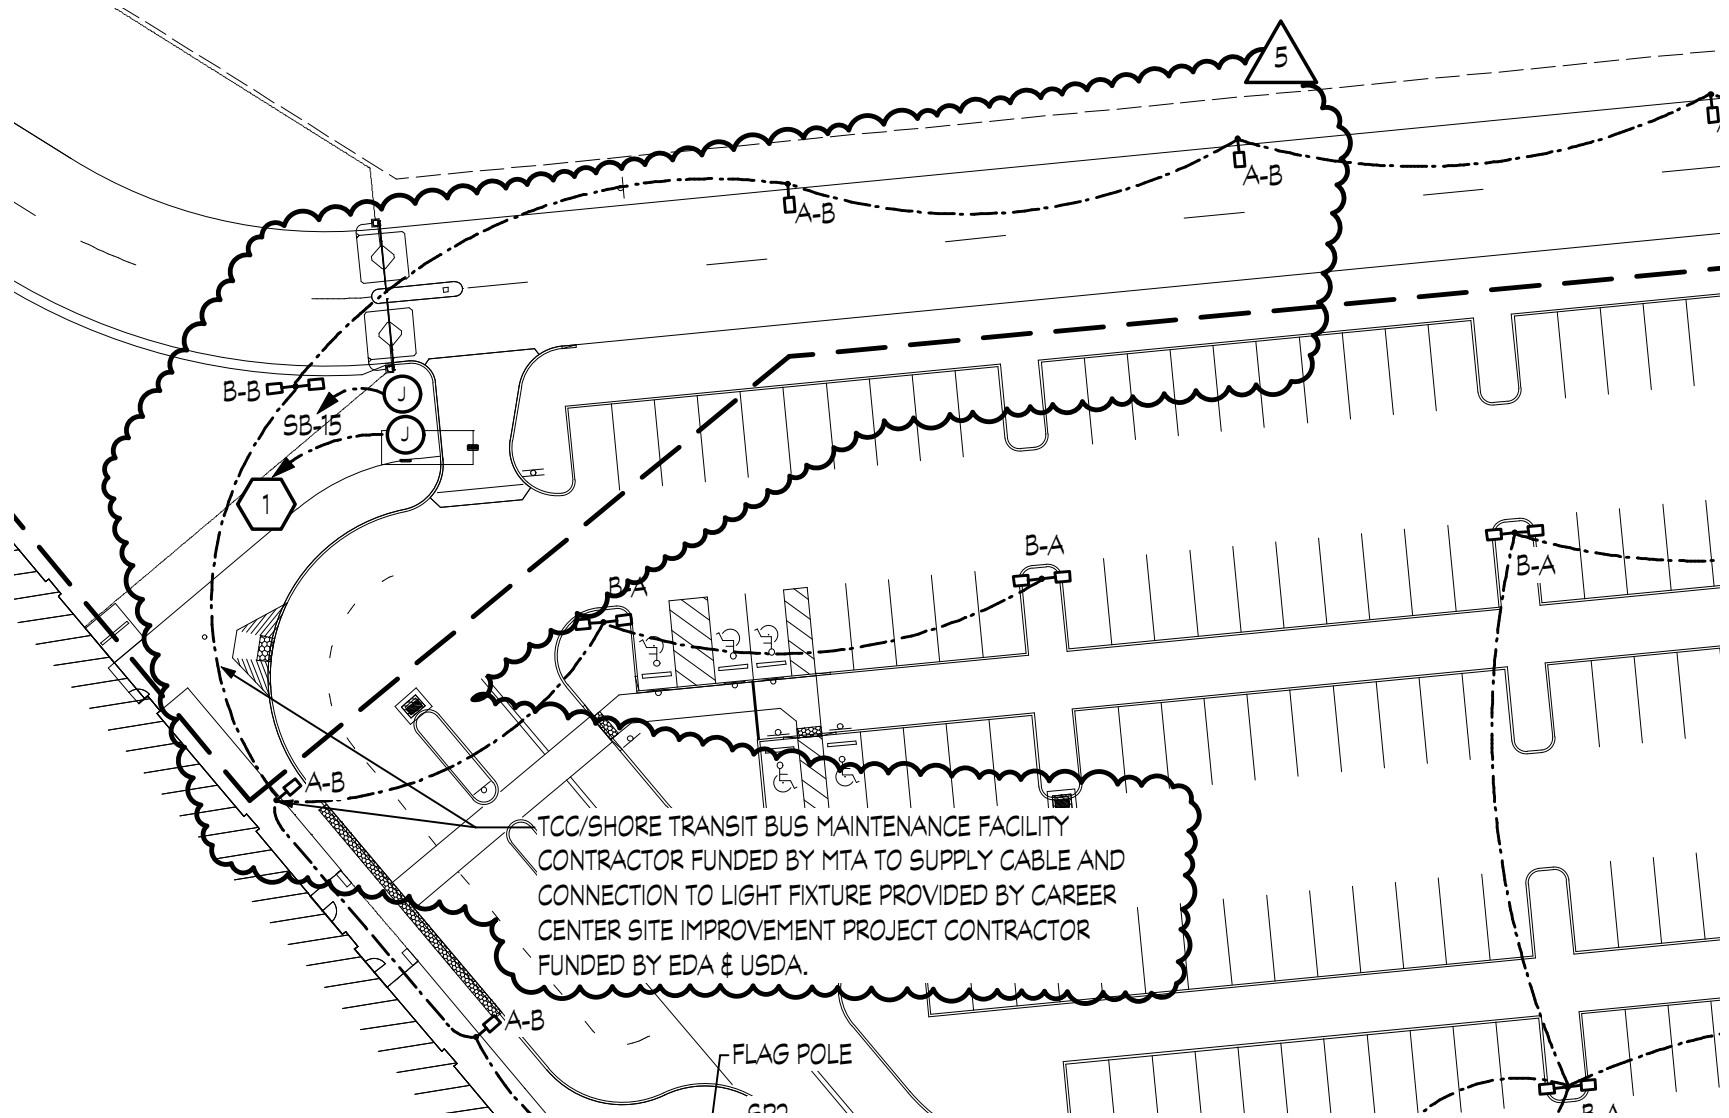 5
A-B
A-B
B-B
J
SB-15
J
1
B-A
B-A
B-A
A-B
TCC/SHORE TRANSIT BUS MAINTENANCE FACILITY
CONTRACTOR FUNDED BY MTA TO SUPPLY CABLE AND
CONNECTION TO LIGHT FIXTURE PROVIDED BY CAREER
CENTER SITE IMPROVEMENT PROJECT CONTRACTOR
FUNDED BY EDA & USDA.
A-B
FLAG POLE